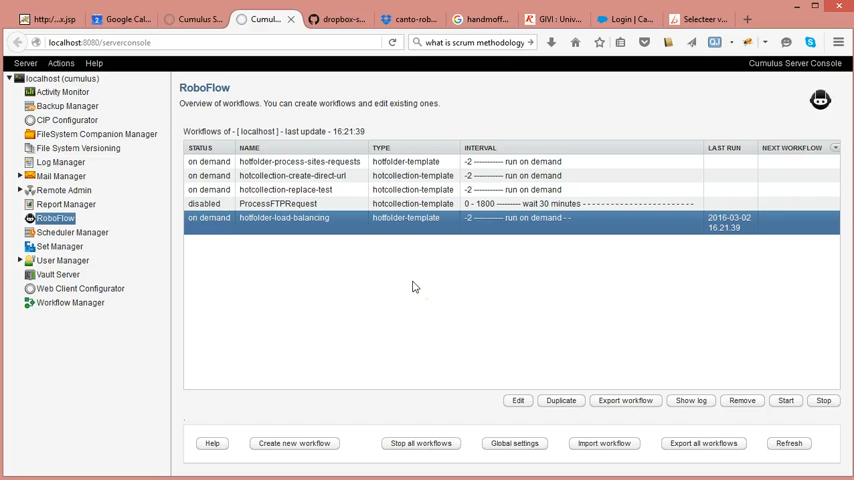 http:/...x.jsp
Google Cal...
Cumulus S...
Cumul...
dropbox-s...
canto-rob...
handmoff...
GIVI : Univ...
Login | Ca...
Selecteer v...
localhost:8080/serverconsole
what is scrum methodology
Server Actions Help
Cumulus Server Console
localhost (cumulus)
Activity Monitor
Backup Manager
CIP Configurator
FileSystem Companion Manager
File System Versioning
Log Manager
Mail Manager
Remote Admin
Report Manager
RoboFlow
Scheduler Manager
Set Manager
User Manager
Vault Server
Web Client Configurator
Workflow Manager
RoboFlow
Overview of workflows. You can create workflows and edit existing ones.
Workflows of - [ localhost ] - last update - 16:21:39
STATUS NAME TYPE INTERVAL LAST RUN NEXT WORKFLOW
on demand hotfolder-process-sites-requests hotfolder-template -2 ---------- run on demand
on demand hotcollection-create-direct-url hotcollection-template -2 ---------- run on demand
on demand hotcollection-replace-test hotcollection-template -2 ---------- run on demand
disabled ProcessFTPRequest hotcollection-template 0 - 1800 --------- wait 30 minutes - - - - - - - - - - - - - - - - - - - - - -
on demand hotfolder-load-balancing hotfolder-template -2 ---------- run on demand - - 2016-03-02
16:21.39
Edit Duplicate Export workflow Show log Remove Start Stop
Help Create new workflow Stop all workflows Global settings Import workflow Export all workflows Refresh